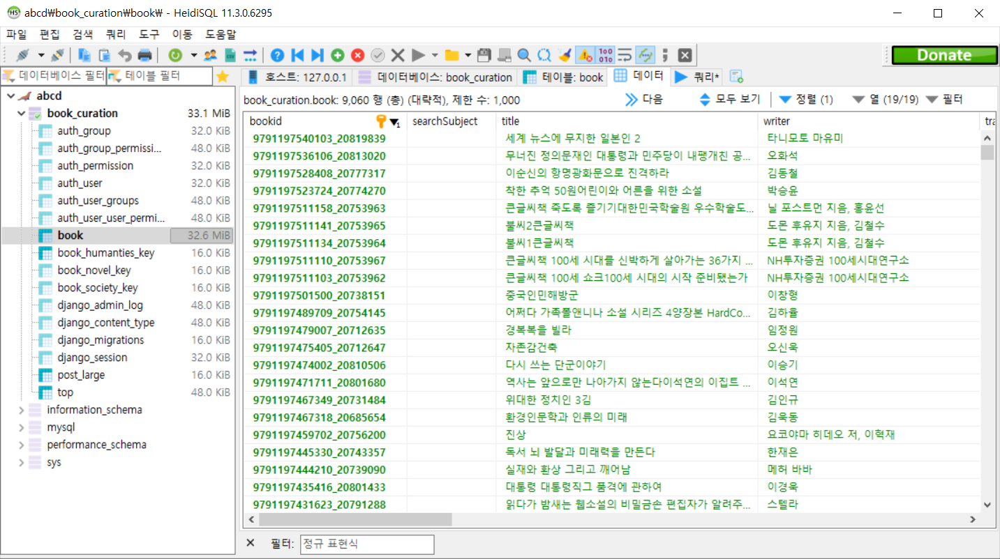 abcd₩book_curation₩book₩ - HeidiSQL 11.3.0.6295
파일 편집 검색 쿼리 도구 이동 도움말
Donate
데이터베이스 필터 테이블 필터
호스트: 127.0.0.1 데이터베이스: book_curation 테이블: book 데이터 쿼리*
book_curation.book: 9,060 행 (총) (대략적), 제한 수: 1,000 다음 모두 보기 정렬 (1) 열 (19/19) 필터
abcd
book_curation 33.1 MiB
auth_group 32.0 KiB
auth_group_permissi... 48.0 KiB
auth_permission 32.0 KiB
auth_user 32.0 KiB
auth_user_groups 48.0 KiB
auth_user_user_permi... 48.0 KiB
book 32.6 MiB
book_humanties_key 16.0 KiB
book_novel_key 16.0 KiB
book_society_key 16.0 KiB
django_admin_log 48.0 KiB
django_content_type 48.0 KiB
django_migrations 16.0 KiB
django_session 32.0 KiB
post_large 16.0 KiB
top 48.0 KiB
information_schema
mysql
performance_schema
sys
bookid 1 searchSubject title writer tra
9791197540103_20819839 세계 뉴스에 무지한 일본인 2 타니모토 마유미
9791197536106_20813020 무너진 정의문재인 대통령과 민주당이 내팽개친 공... 오화석
9791197528408_20777317 이순신의 항명광화문으로 진격하라 김동철
9791197523724_20774270 착한 추억 50원어린이와 어른을 위한 소설 박승윤
9791197511158_20753963 큰글씨책 죽도록 즐기기대한민국학술원 우수학술도... 닐 포스트먼 지음, 홍윤선
9791197511141_20753965 불씨2큰글씨책 도몬 후유지 지음, 김철수
9791197511134_20753964 불씨1큰글씨책 도몬 후유지 지음, 김철수
9791197511110_20753967 큰글씨책 100세 시대를 신박하게 살아가는 36가지 ... NH투자증권 100세시대연구소
9791197511103_20753962 큰글씨책 100세 쇼크100세 시대의 시작 준비됐는가 NH투자증권 100세시대연구소
9791197501500_20738151 중국인민해방군 이창형
9791197489709_20754145 어쩌다 가족폴앤니나 소설 시리즈 4양장본 HardCo... 김하율
9791197479007_20712635 경복복을 빌라 임정원
9791197475405_20712647 자존감건축 오신욱
9791197474002_20810506 다시 쓰는 단군이야기 이승기
9791197471711_20801680 역사는 앞으로만 나아가지 않는다이석연의 이집트 ... 이석연
9791197467349_20731484 위대한 정치인 3김 김인규
9791197467318_20685654 환경인문학과 인류의 미래 김욱동
9791197459702_20756200 진상 요코야마 히데오 저, 이혁재
9791197445330_20743357 독서 뇌 발달과 미래력을 만든다 한재은
9791197444210_20739090 실재와 환상 그리고 깨어남 메허 바바
9791197435416_20801433 대통령 대통령직그 품격에 관하여 이경욱
9791197431623_20791288 읽다가 밤새는 웹소설의 비밀금손 편집자가 알려주... 스텔라
필터: 정규 표현식